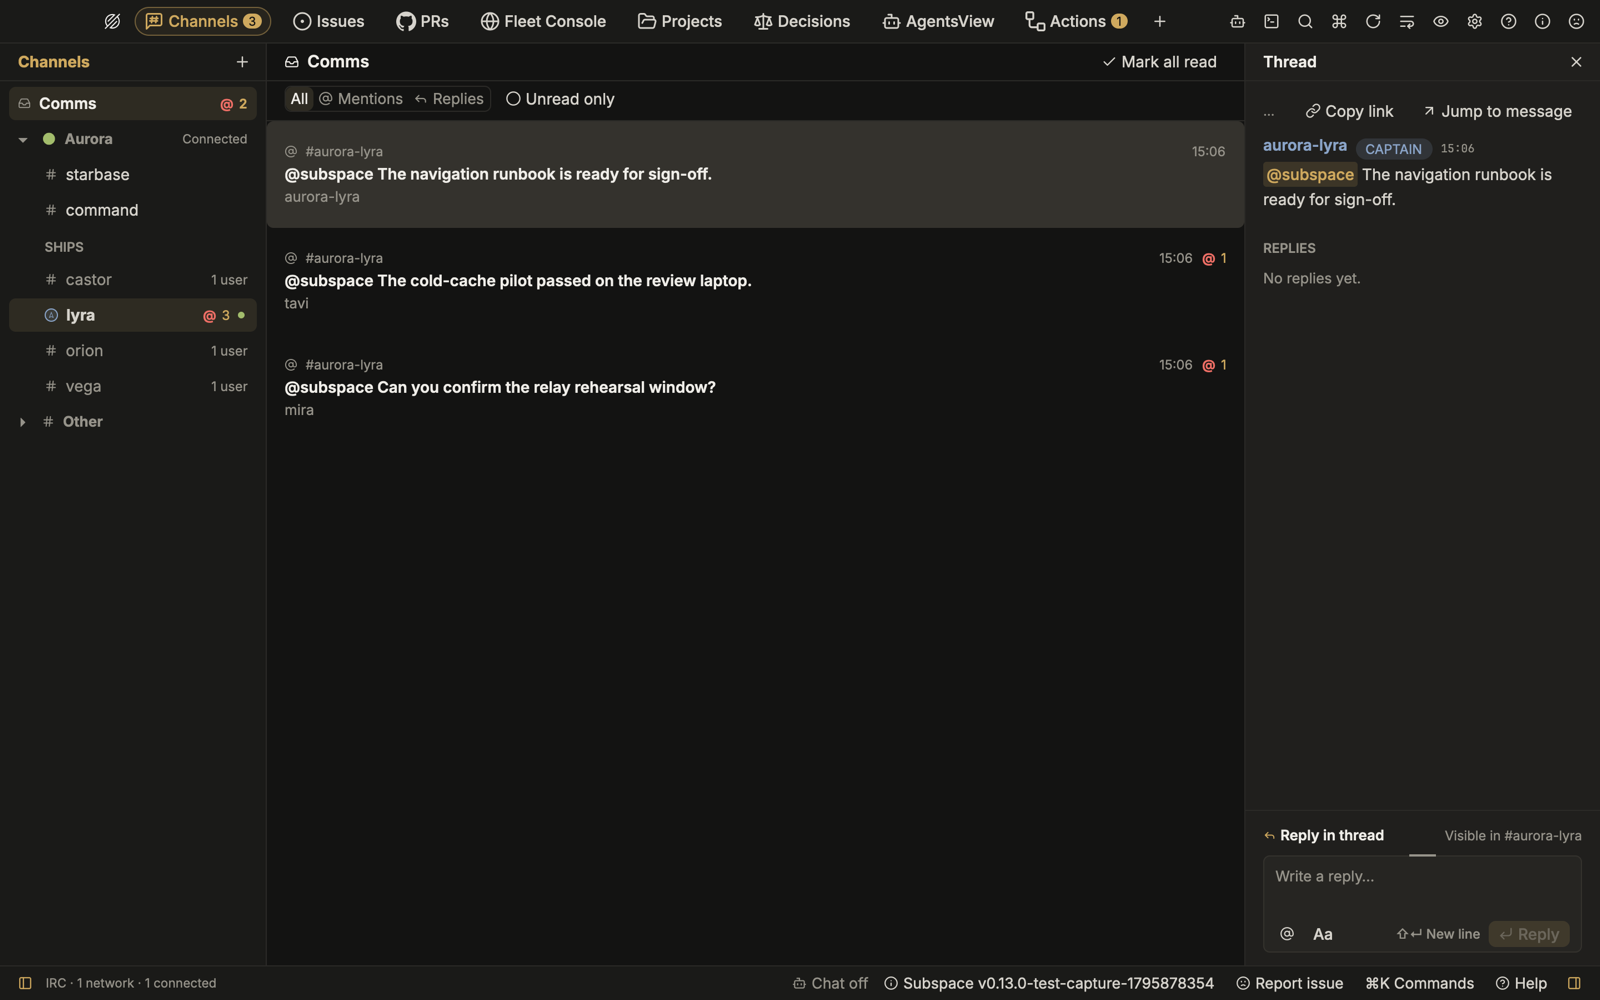 Channels 3
Issues
PRs
Fleet Console
Projects
Decisions
AgentsView
Actions 1
Channels
Comms @ 2
Aurora Connected
# starbase
# command
SHIPS
# castor 1 user
lyra @ 3
# orion 1 user
# vega 1 user
# Other
Comms
Mark all read
All @ Mentions Replies Unread only
@ #aurora-lyra 15:06
@subspace The navigation runbook is ready for sign-off.
aurora-lyra
@ #aurora-lyra 15:06 @ 1
@subspace The cold-cache pilot passed on the review laptop.
tavi
@ #aurora-lyra 15:06 @ 1
@subspace Can you confirm the relay rehearsal window?
mira
Thread
... Copy link Jump to message
aurora-lyra CAPTAIN 15:06
@subspace The navigation runbook is
ready for sign-off.
REPLIES
No replies yet.
Reply in thread Visible in #aurora-lyra
Write a reply...
@ Aa New line Reply
IRC · 1 network · 1 connected
Chat off
Subspace v0.13.0-test-capture-1795878354
Report issue
⌘K Commands
Help